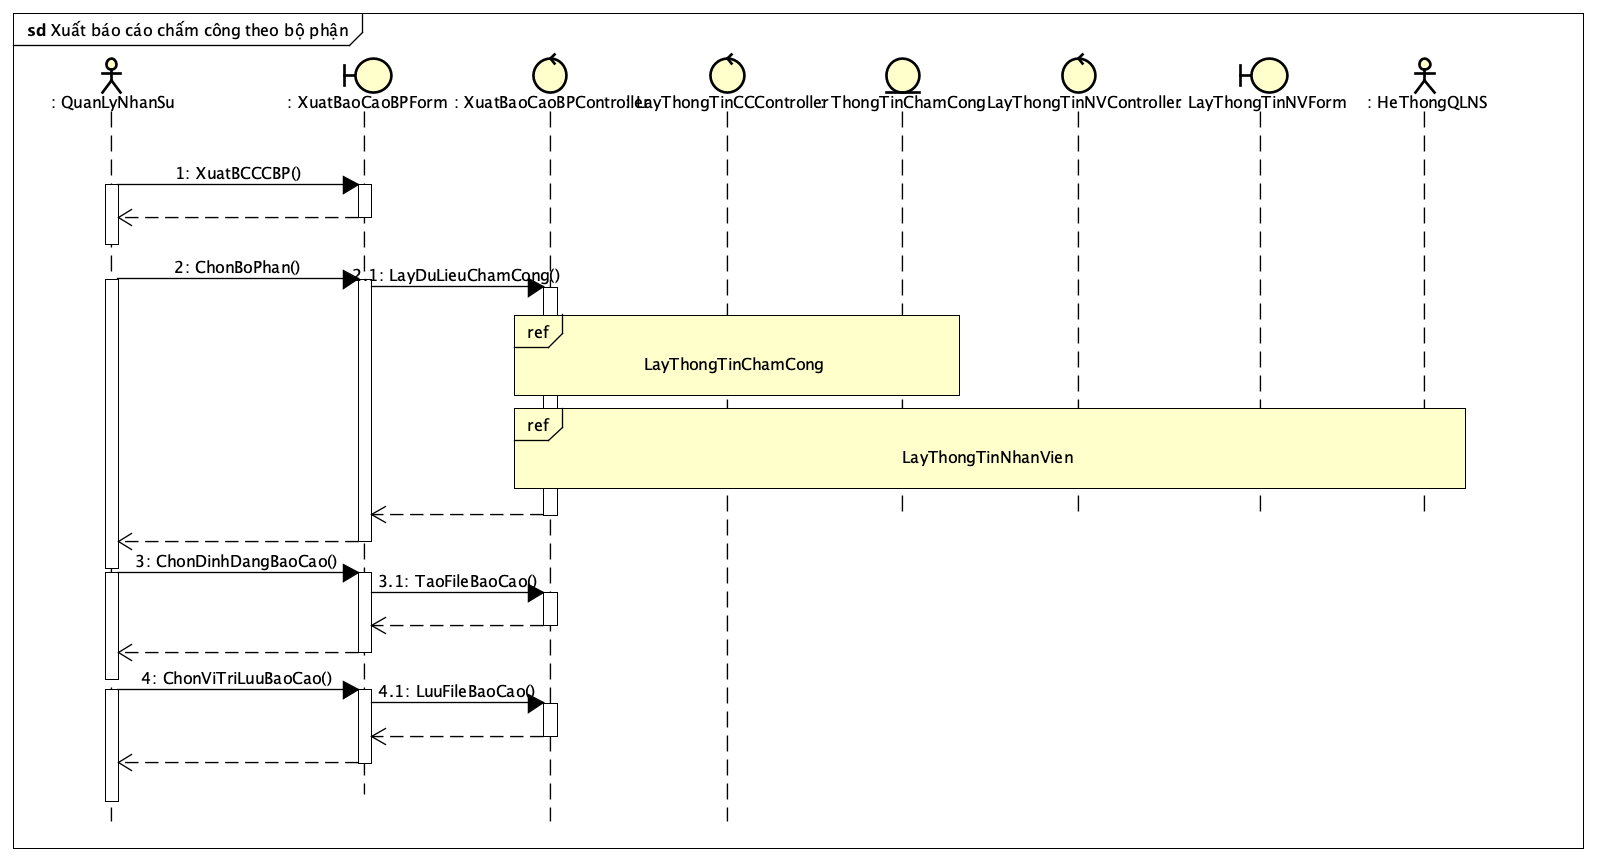 sd Xuất báo cáo chấm công theo bộ phận
: QuanLyNhanSu
: XuatBaoCaoBPForm
: XuatBaoCaoBPController
LayThongTinCCController
ThongTinChamCong
LayThongTinNVController
: LayThongTinNVForm
: HeThongQLNS
1: XuatBCCCBP()
2: ChonBoPhan()
2.1: LayDuLieuChamCong()
ref
LayThongTinChamCong
ref
LayThongTinNhanVien
3: ChonDinhDangBaoCao()
3.1: TaoFileBaoCao()
4: ChonViTriLuuBaoCao()
4.1: LuuFileBaoCao()